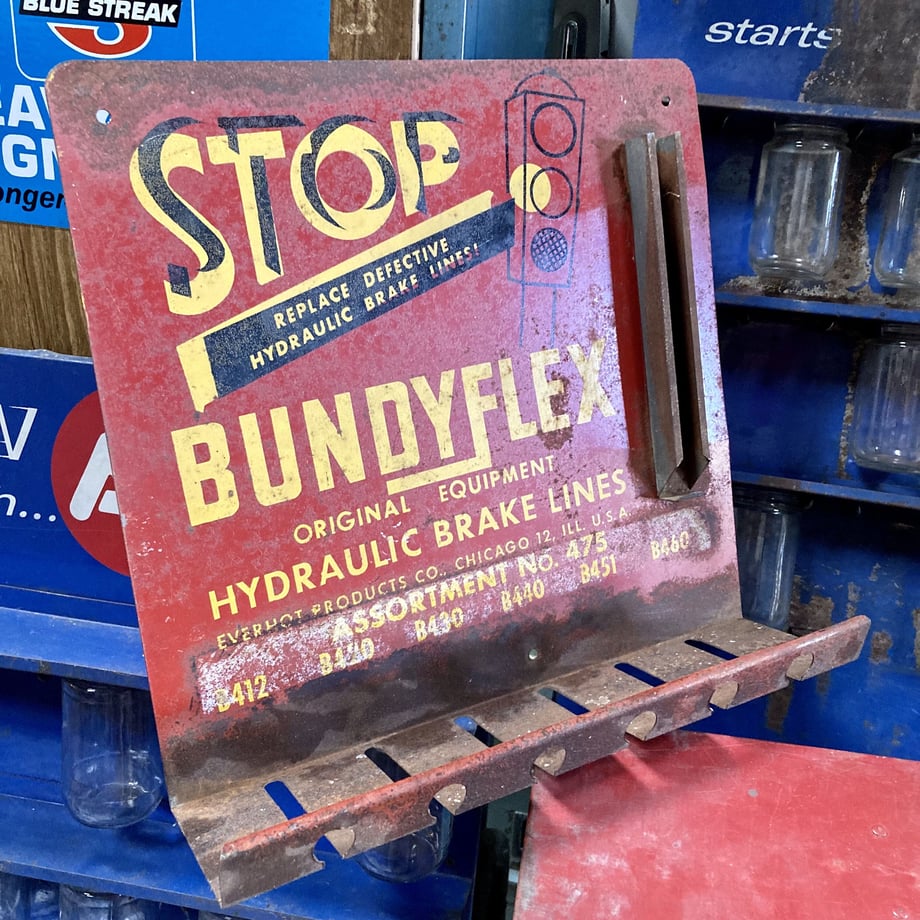 BLUE STREAK
starts
STOP
REPLACE DEFECTIVE
HYDRAULIC BRAKE LINES!
BUNDYFLEX
ORIGINAL EQUIPMENT
HYDRAULIC BRAKE LINES
EVERHOT PRODUCTS CO., CHICAGO 12, ILL. U.S.A.
ASSORTMENT NO. 475
B412 B430 B440 B451 B460